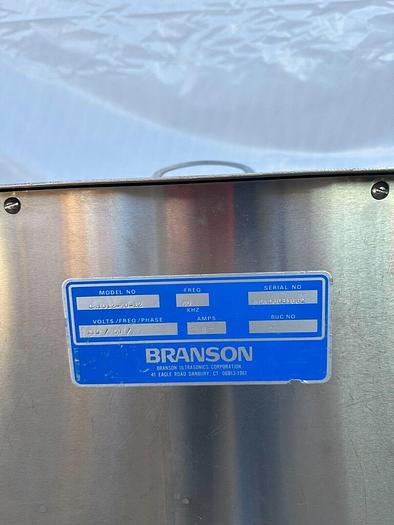 MODEL NO
FREQ
SERIAL NO
KHZ
VOLTS/FREQ/PHASE
AMPS
BUC NO
BRANSON
BRANSON ULTRASONICS CORPORATION
41 EAGLE ROAD DANBURY, CT 06813-1961